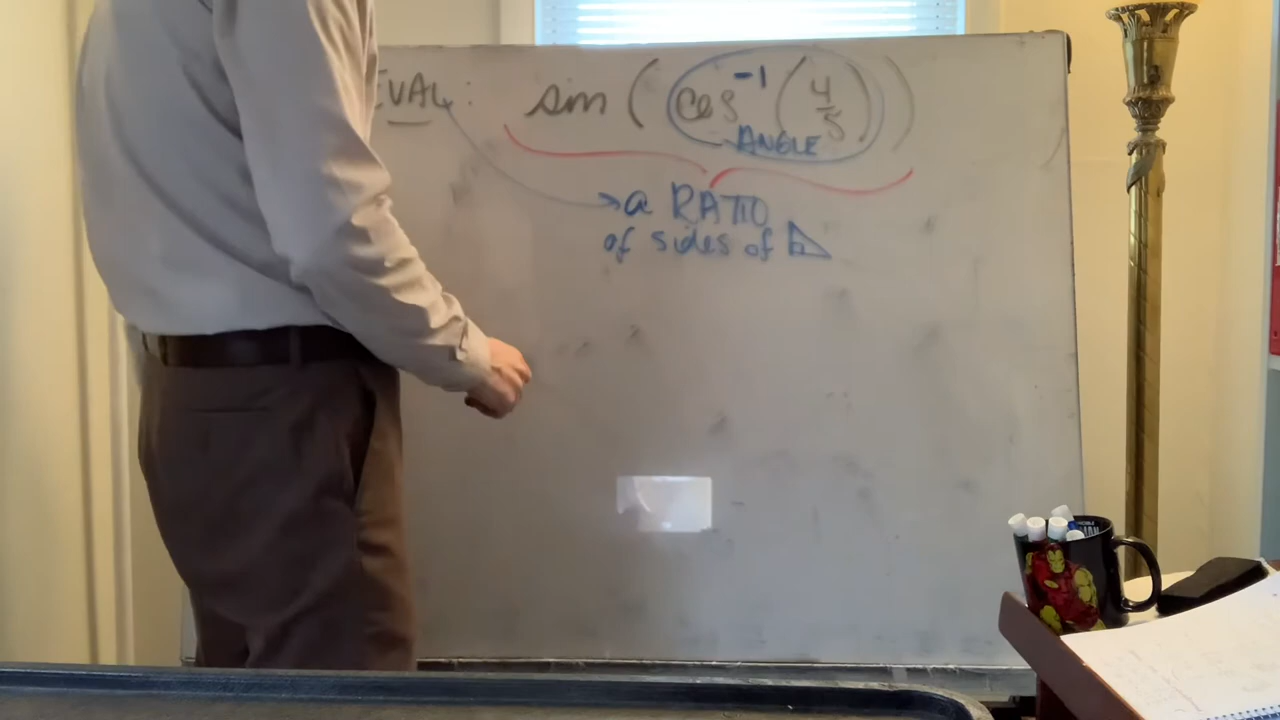 EVAL: sin (cos⁻¹ (4/5))
ANGLE
→ a RATIO
of sides of